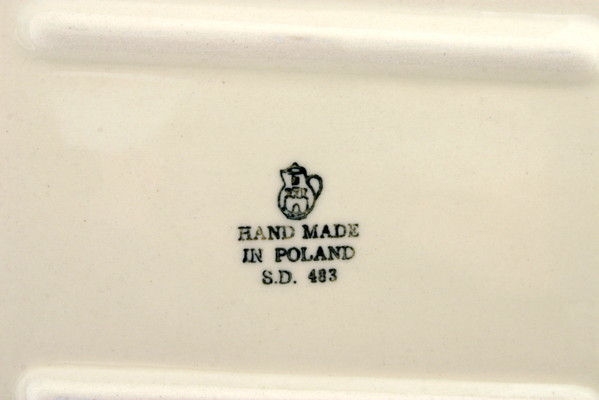 HAND MADE
IN POLAND
S.D. 483